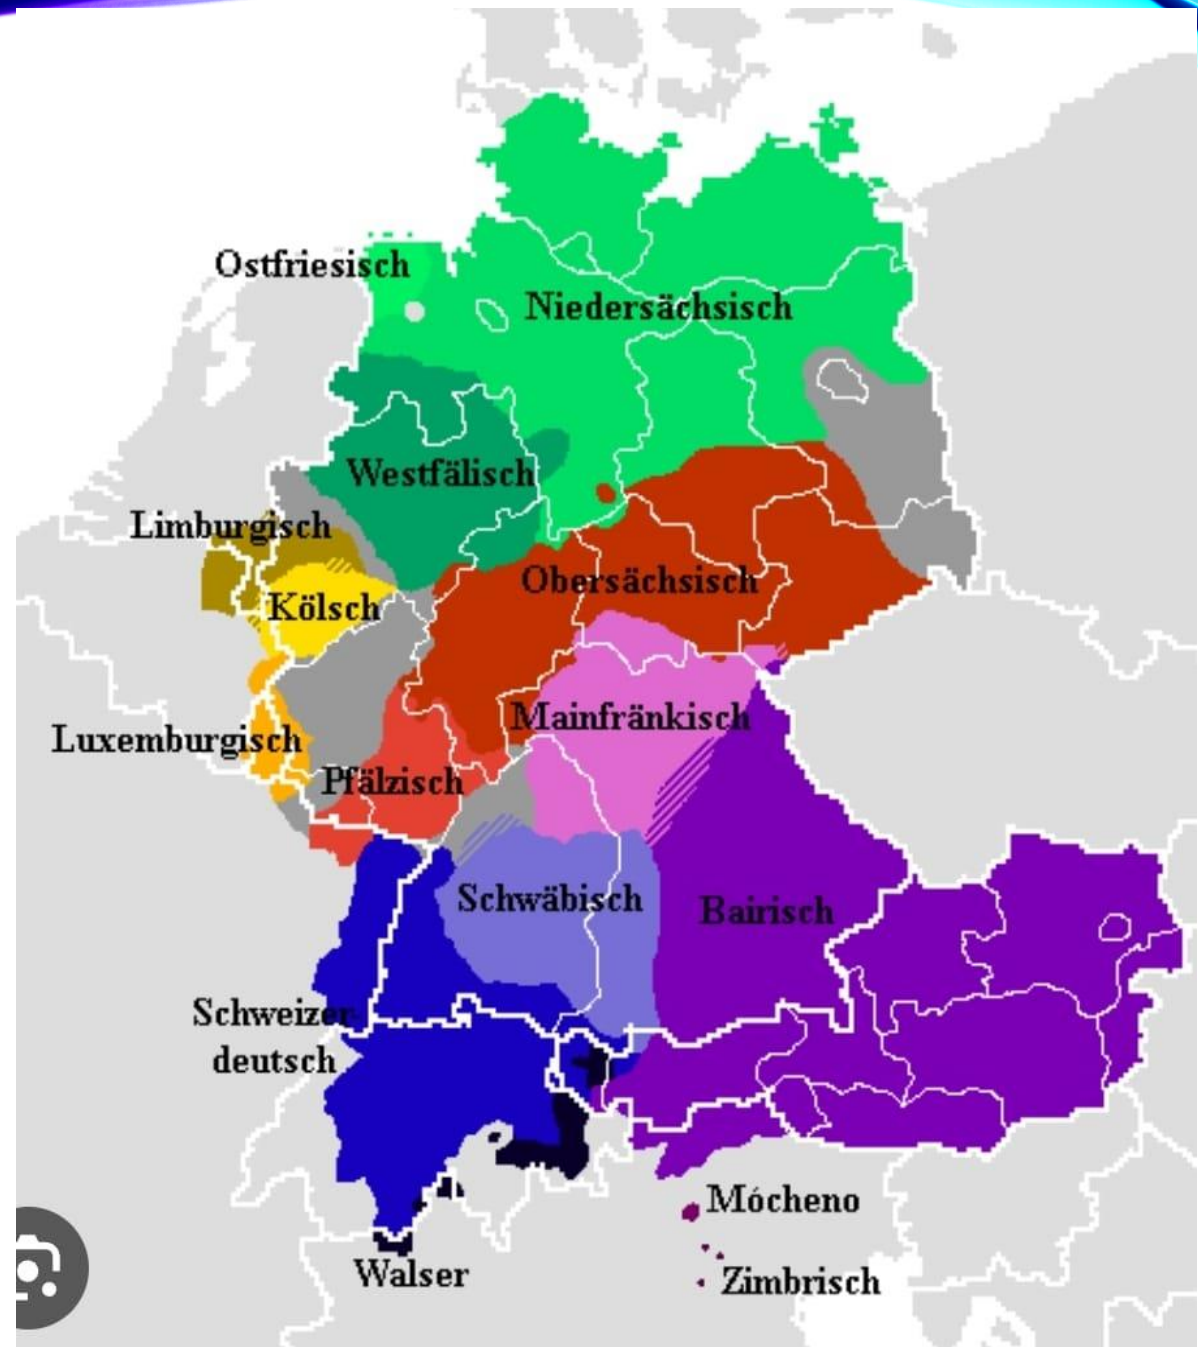 Ostfriesisch
Niedersächsisch
Westfälisch
Limburgisch
Obersächsisch
Kölsch
Mainfränkisch
Luxemburgisch
Pfälzisch
Schwäbisch
Bairisch
Schweizer
deutsch
Mócheno
Walser
Zimbrisch